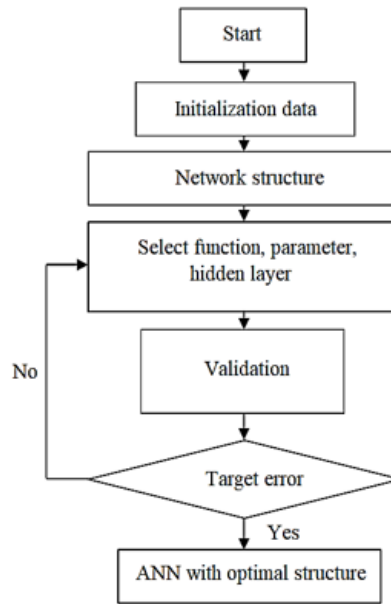 Start
Initialization data
Network structure
Select function, parameter,
hidden layer
No
Validation
Target error
Yes
ANN with optimal structure